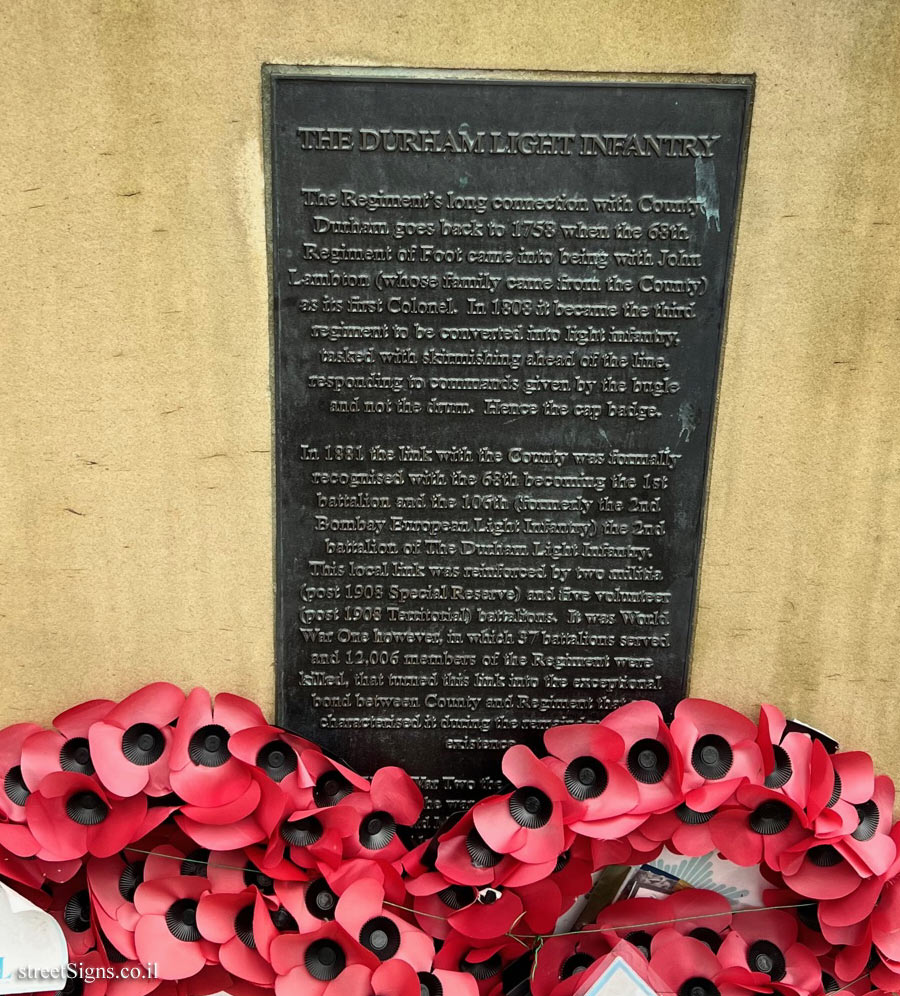 THE DURHAM LIGHT INFANTRY
The Regiment's long connection with County
Durham goes back to 1758 when the 68th
Regiment of Foot came into being with John
Lambton (whose family came from the County)
as its first Colonel. In 1808 it became the third
regiment to be converted into light infantry,
tasked with skirmishing ahead of the line,
responding to commands given by the bugle
and not the drum. Hence the cap badge.
In 1881 the link with the County was formally
recognised with the 68th becoming the 1st
battalion and the 106th (formerly the 2nd
Bombay European Light Infantry) the 2nd
battalion of The Durham Light Infantry.
This local link was reinforced by two militia
(post 1908 Special Reserve) and five volunteer
(post 1908 Territorial) battalions. It was World
War One however, in which 37 battalions served
and 12,006 members of the Regiment were
killed, that turned this link into the exceptional
bond between County and Regiment that
characterised it during the
existence
War Two
streetSigns.co.il